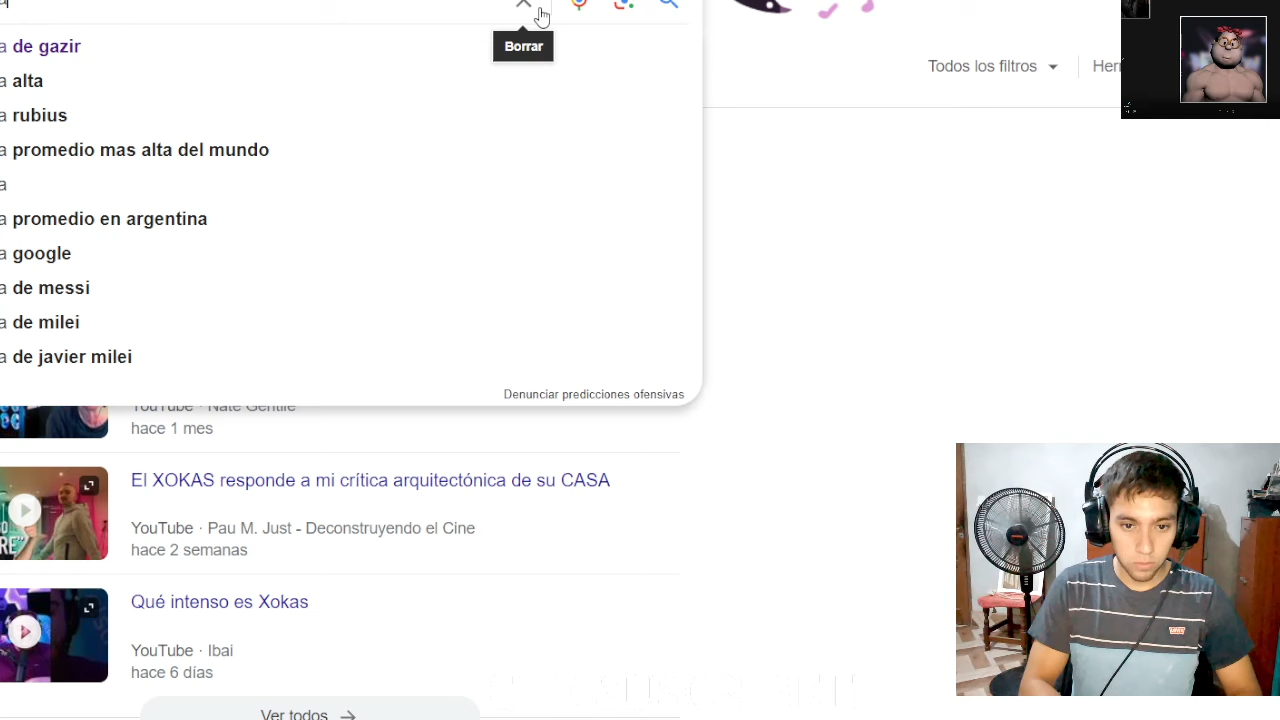 Borrar
a de gazir
a alta
a rubius
a promedio mas alta del mundo
a
a promedio en argentina
a google
a de messi
a de milei
a de javier milei
Denunciar predicciones ofensivas
Todos los filtros
Her
YouTube · Nate Gentile
hace 1 mes
El XOKAS responde a mi crítica arquitectónica de su CASA
YouTube · Pau M. Just - Deconstruyendo el Cine
hace 2 semanas
Qué intenso es Xokas
YouTube · Ibai
hace 6 días
Ver todos